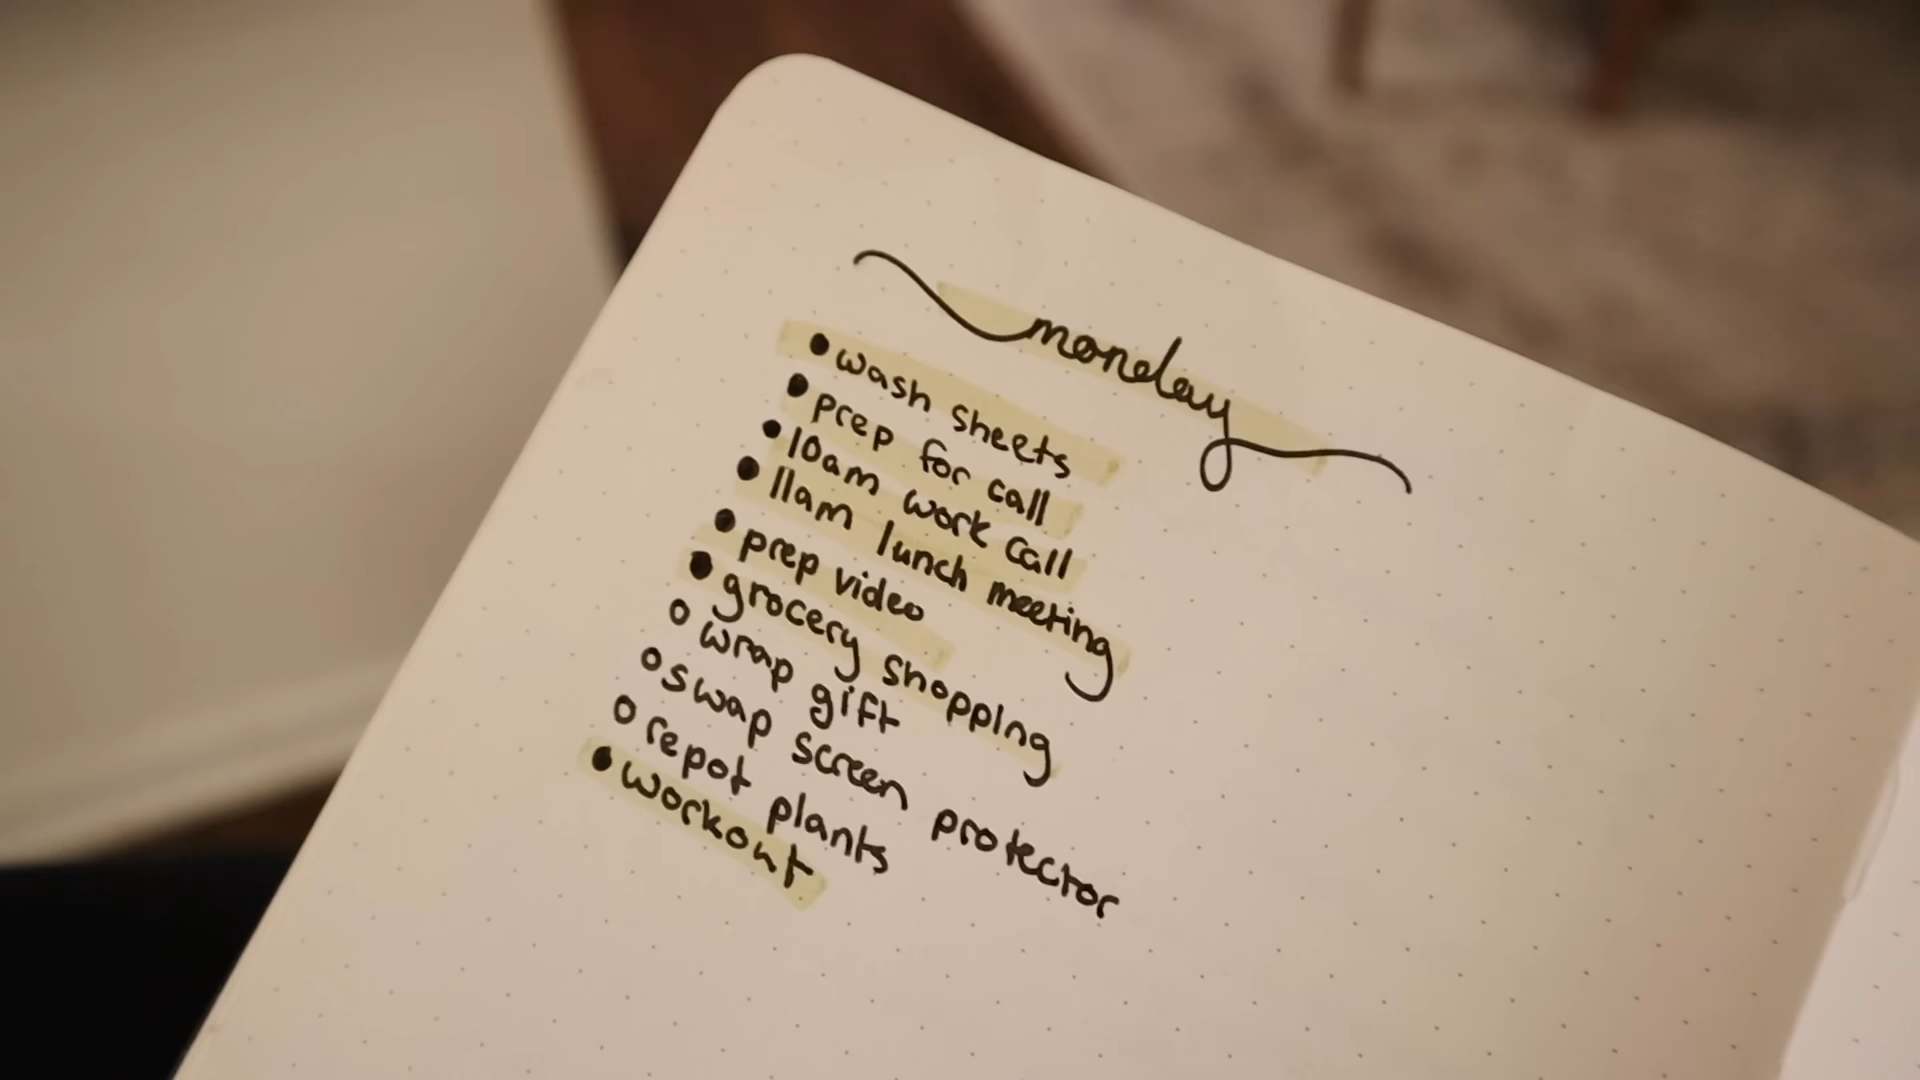 monday
• wash sheets
• prep for call
• 10am work call
• 11am lunch meeting
• prep video
• grocery shopping
o wrap gift
o swap screen protector
o repot plants
• workout